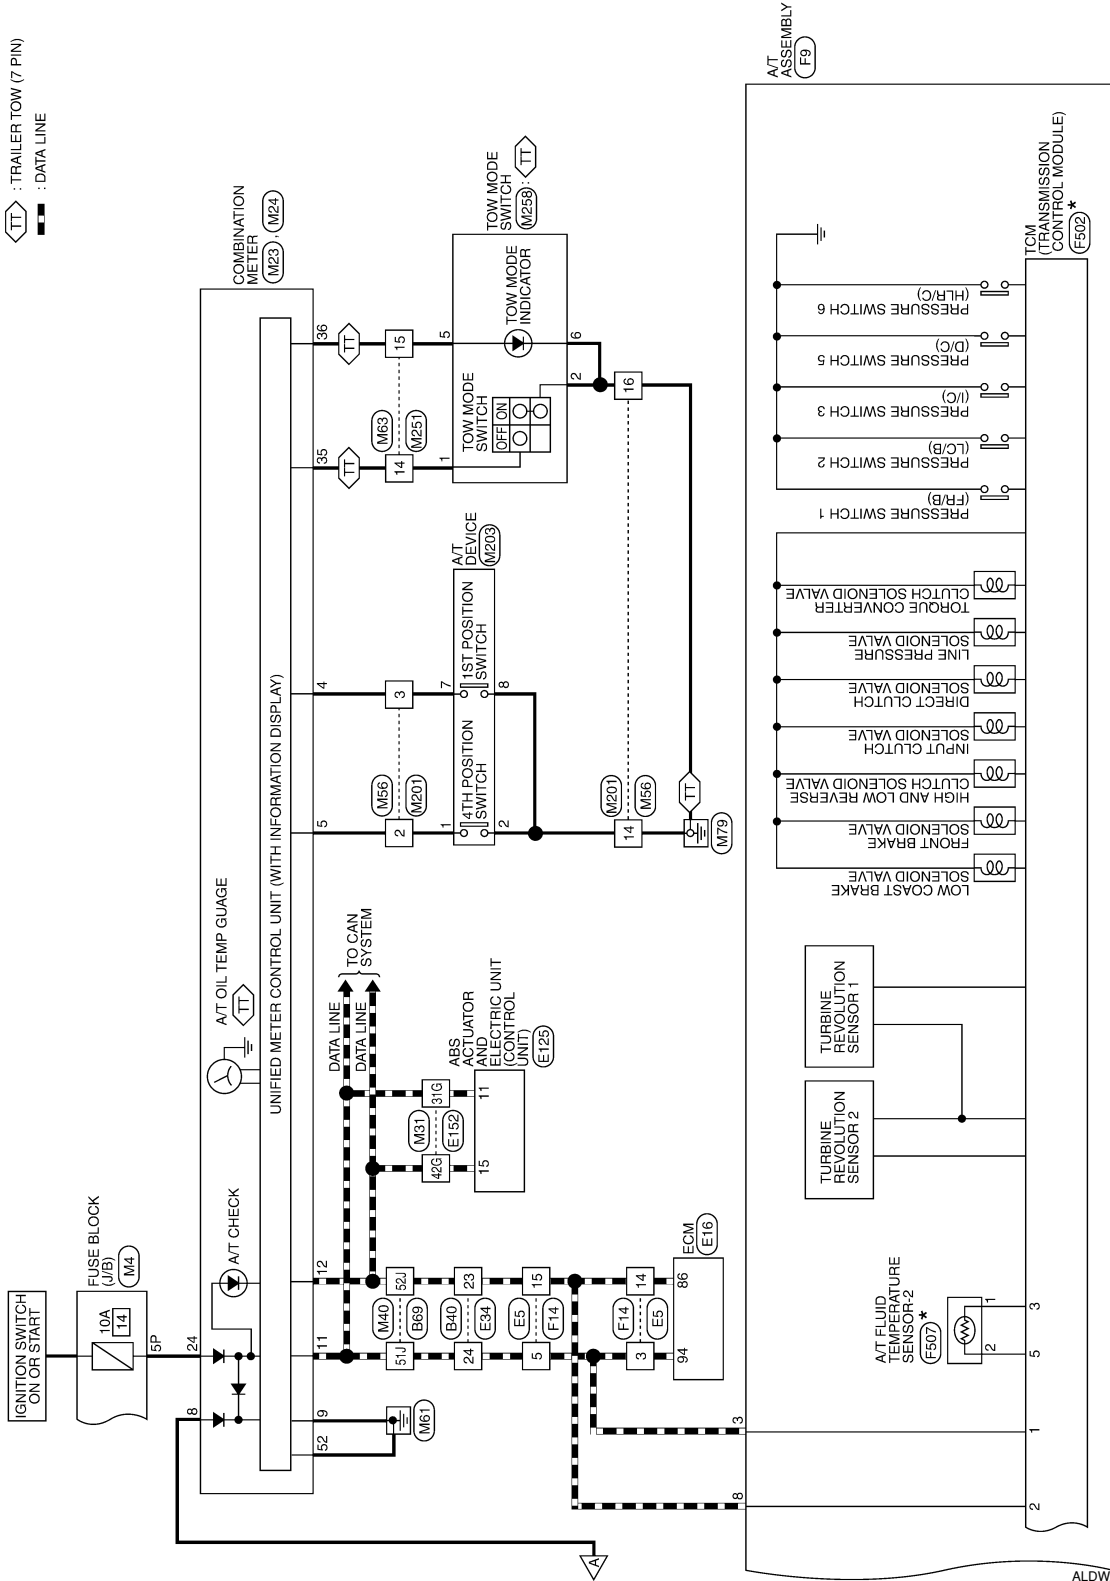 TT : TRAILER TOW (7 PIN)
: DATA LINE
IGNITION SWITCH
ON OR START
FUSE BLOCK
(J/B)
M4
10A
14
5P
24
8
COMBINATION
METER
M23 , M24
A/T CHECK
A/T OIL TEMP GUAGE
TT
UNIFIED METER CONTROL UNIT (WITH INFORMATION DISPLAY)
52
9
11
12
5
4
35
36
M61
TT
TT
DATA LINE
DATA LINE
TO CAN
SYSTEM
51J
M40
B69
52J
24
B40
E34
23
5
E5
F14
15
3
F14
E5
14
94
86
ECM
E16
42G
M31
E152
31G
15
11
ABS
ACTUATOR
AND
ELECTRIC UNIT
(CONTROL
UNIT)
E125
2
M56
M201
3
1
7
4TH POSITION
SWITCH
1ST POSITION
SWITCH
2
8
A/T
DEVICE
M203
14
M63
M251
15
1
5
TOW MODE
SWITCH
OFF
ON
TOW MODE
INDICATOR
2
6
TOW MODE
SWITCH
M258 : TT
14
M201
M56
16
TT
M79
A
8
3
A/T
ASSEMBLY
F9
A/T FLUID
TEMPERATURE
SENSOR-2
F507 *
2
1
TURBINE
REVOLUTION
SENSOR 2
TURBINE
REVOLUTION
SENSOR 1
LOW COAST BRAKE
SOLENOID VALVE
FRONT BRAKE
SOLENOID VALVE
HIGH AND LOW REVERSE
CLUTCH SOLENOID VALVE
INPUT CLUTCH
SOLENOID VALVE
DIRECT CLUTCH
SOLENOID VALVE
LINE PRESSURE
SOLENOID VALVE
TORQUE CONVERTER
CLUTCH SOLENOID VALVE
PRESSURE SWITCH 1
(FR/B)
PRESSURE SWITCH 2
(LC/B)
PRESSURE SWITCH 3
(I/C)
PRESSURE SWITCH 5
(D/C)
PRESSURE SWITCH 6
(HLR/C)
2
1
5
3
TCM
(TRANSMISSION
CONTROL MODULE)
F502 *
ALDW